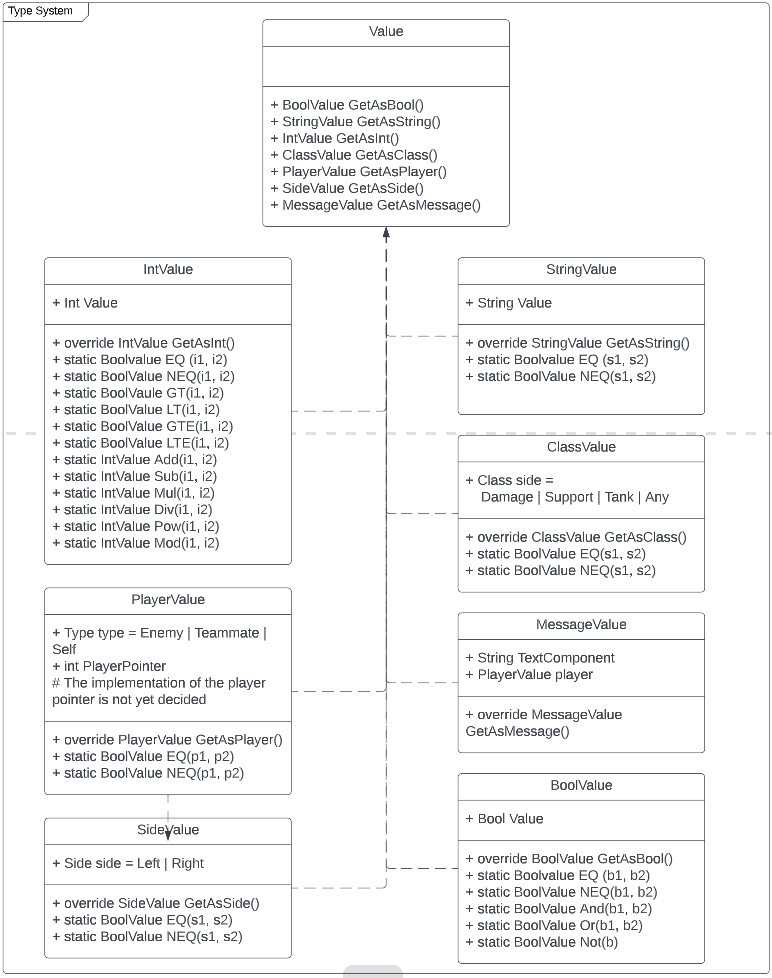 Type System
Value
+ BoolValue GetAsBool()
+ StringValue GetAsString()
+ IntValue GetAsInt()
+ ClassValue GetAsClass()
+ PlayerValue GetAsPlayer()
+ SideValue GetAsSide()
+ MessageValue GetAsMessage()
IntValue
+ Int Value
+ override IntValue GetAsInt()
+ static Boolvalue EQ (i1, i2)
+ static BoolValue NEQ(i1, i2)
+ static BoolVaule GT(i1, i2)
+ static BoolValue LT(i1, i2)
+ static BoolValue GTE(i1, i2)
+ static BoolValue LTE(i1, i2)
+ static IntValue Add(i1, i2)
+ static IntValue Sub(i1, i2)
+ static IntValue Mul(i1, i2)
+ static IntValue Div(i1, i2)
+ static IntValue Pow(i1, i2)
+ static IntValue Mod(i1, i2)
StringValue
+ String Value
+ override StringValue GetAsString()
+ static Boolvalue EQ (s1, s2)
+ static BoolValue NEQ(s1, s2)
ClassValue
+ Class side =
Damage | Support | Tank | Any
+ override ClassValue GetAsClass()
+ static BoolValue EQ(s1, s2)
+ static BoolValue NEQ(s1, s2)
PlayerValue
+ Type type = Enemy | Teammate |
Self
+ int PlayerPointer
# The implementation of the player
pointer is not yet decided
+ override PlayerValue GetAsPlayer()
+ static BoolValue EQ(p1, p2)
+ static BoolValue NEQ(p1, p2)
MessageValue
+ String TextComponent
+ PlayerValue player
+ override MessageValue
GetAsMessage()
SideValue
+ Side side = Left | Right
+ override SideValue GetAsSide()
+ static BoolValue EQ(s1, s2)
+ static BoolValue NEQ(s1, s2)
BoolValue
+ Bool Value
+ override BoolValue GetAsBool()
+ static Boolvalue EQ (b1, b2)
+ static BoolValue NEQ(b1, b2)
+ static BoolValue And(b1, b2)
+ static BoolValue Or(b1, b2)
+ static BoolValue Not(b)